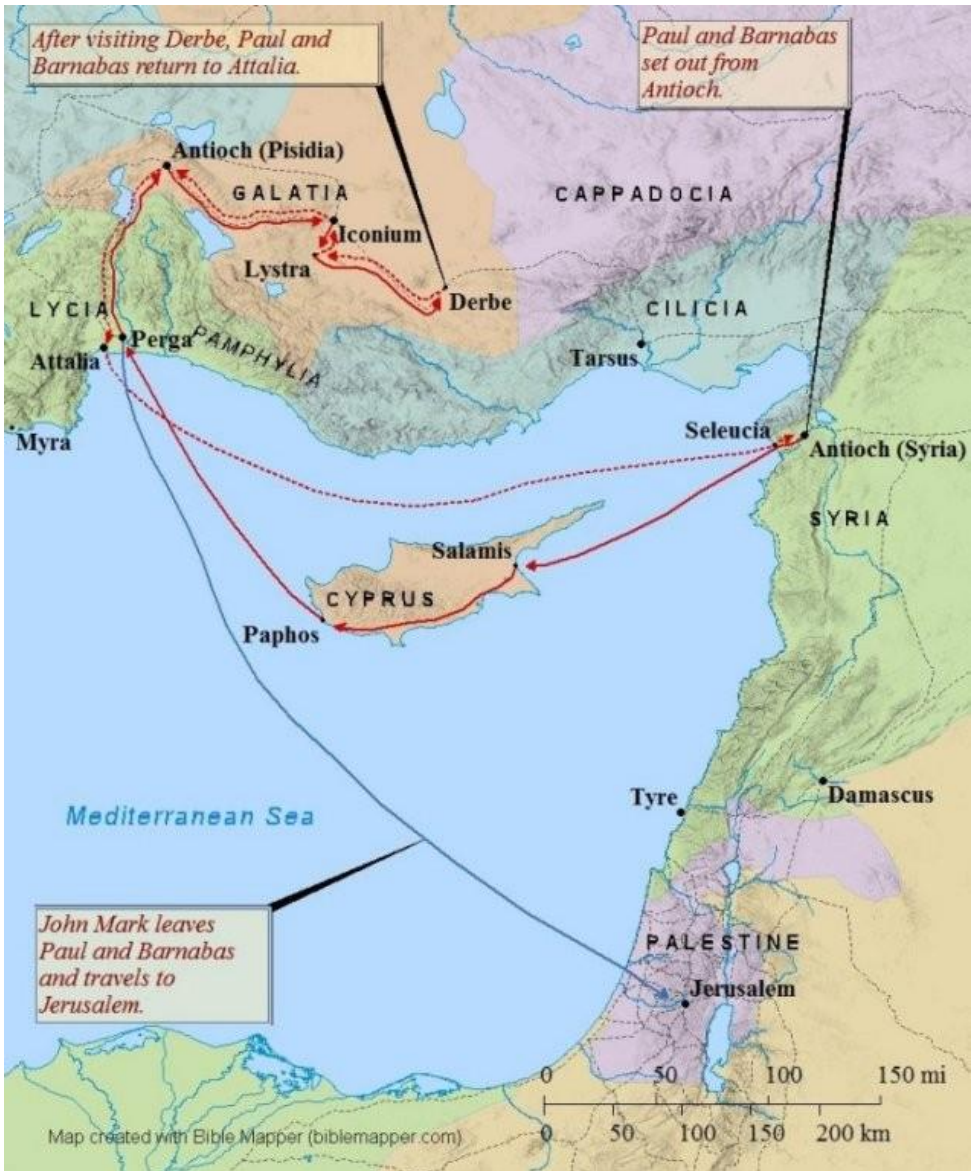 After visiting Derbe, Paul and
Barnabas return to Attalia.
Paul and Barnabas
set out from
Antioch.
Antioch (Pisidia)
GALATIA
CAPPADOCIA
Iconium
Lystra
Derbe
LYCIA
CILICIA
Perga
PAMPHYLIA
Attalia
Tarsus
Myra
Seleucia
Antioch (Syria)
SYRIA
Salamis
CYPRUS
Paphos
Tyre
Damascus
Mediterranean Sea
John Mark leaves
Paul and Barnabas
and travels to
Jerusalem.
PALESTINE
Jerusalem
0 50 100 150 mi
0 50 100 150 200 km
Map created with Bible Mapper (biblemapper.com)